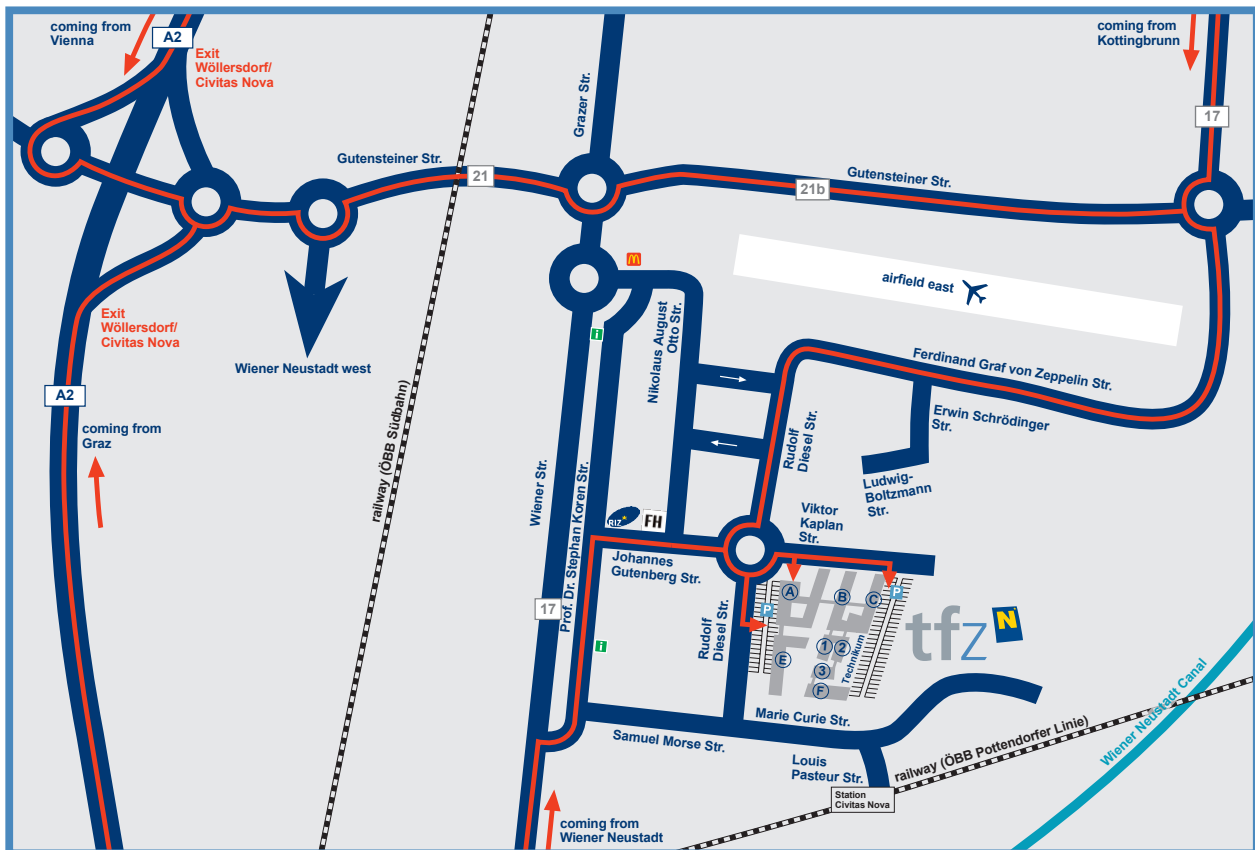 coming from
Vienna
A2
Exit
Wöllersdorf/
Civitas Nova
coming from
Kottingbrunn
17
Grazer Str.
Gutensteiner Str.
21
21b
Gutensteiner Str.
airfield east
Exit
Wöllersdorf/
Civitas Nova
Wiener Neustadt west
A2
coming from
Graz
railway (ÖBB Südbahn)
Nikolaus August
Otto Str.
i
Ferdinand Graf von Zeppelin Str.
Erwin Schrödinger
Str.
Rudolf
Diesel Str.
Ludwig-
Boltzmann
Str.
Wiener Str.
Prof. Dr. Stephan Koren Str.
RIZ
FH
Viktor
Kaplan
Str.
Johannes
Gutenberg Str.
17
Rudolf
Diesel Str.
P
A
B
C
P
tfz
N
i
E
1
2
3
F
Technikum
Marie Curie Str.
Samuel Morse Str.
Louis
Pasteur Str.
Station
Civitas Nova
railway (ÖBB Pottendorfer Linie)
Wiener Neustadt Canal
coming from
Wiener Neustadt